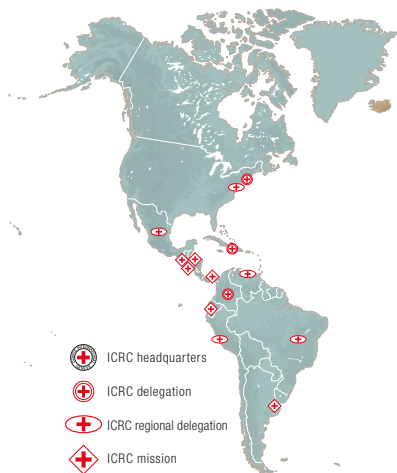 ICRC headquarters
ICRC delegation
ICRC regional delegation
ICRC mission